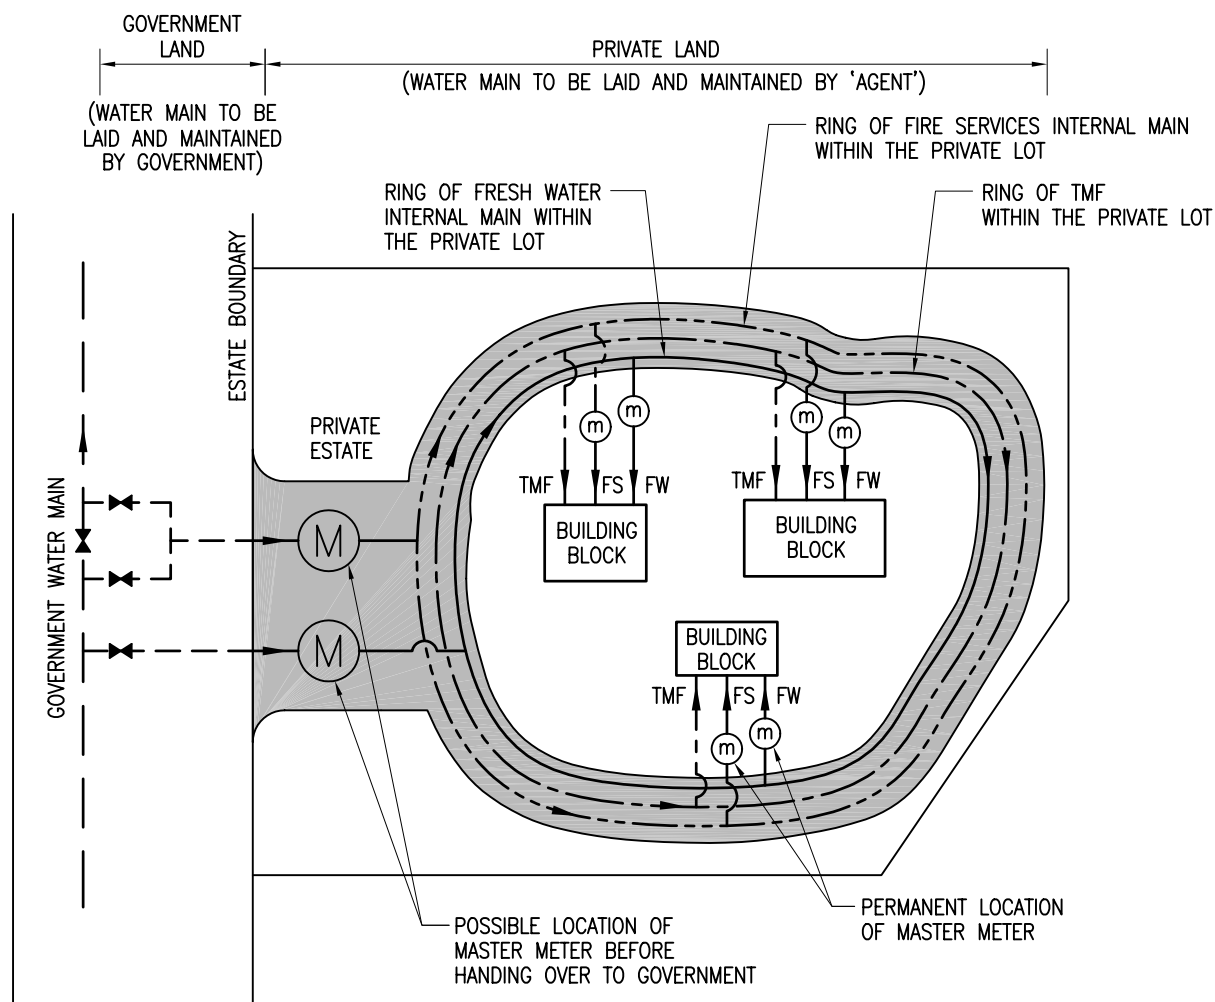 GOVERNMENT
LAND
PRIVATE LAND
(WATER MAIN TO BE LAID AND MAINTAINED BY 'AGENT')
(WATER MAIN TO BE
LAID AND MAINTAINED
BY GOVERNMENT)
RING OF FIRE SERVICES INTERNAL MAIN
WITHIN THE PRIVATE LOT
RING OF FRESH WATER
INTERNAL MAIN WITHIN
THE PRIVATE LOT
RING OF TMF
WITHIN THE PRIVATE LOT
ESTATE BOUNDARY
PRIVATE
ESTATE
GOVERNMENT WATER MAIN
M
M
m
m
m
m
TMF
FS
FW
TMF
FS
FW
BUILDING
BLOCK
BUILDING
BLOCK
BUILDING
BLOCK
TMF
FS
FW
m
m
POSSIBLE LOCATION OF
MASTER METER BEFORE
HANDING OVER TO GOVERNMENT
PERMANENT LOCATION
OF MASTER METER